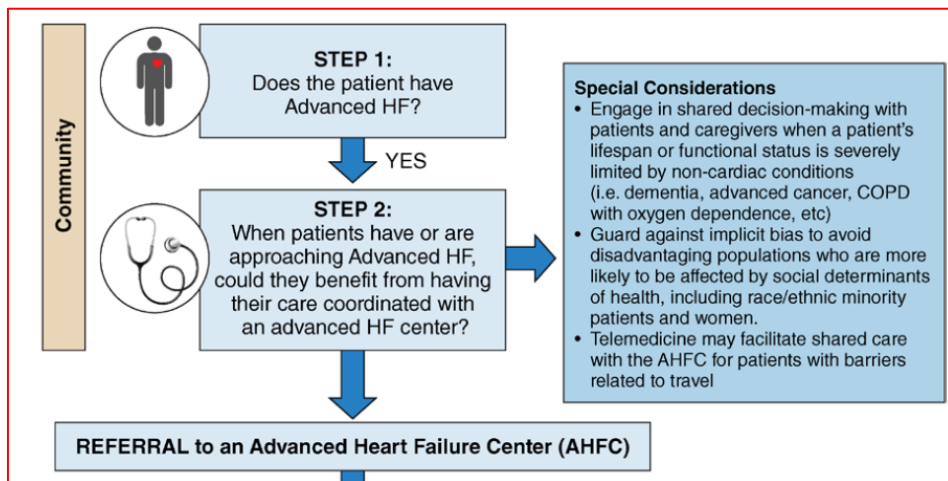 Community
STEP 1:
Does the patient have
Advanced HF?
YES
STEP 2:
When patients have or are
approaching Advanced HF,
could they benefit from having
their care coordinated with
an advanced HF center?
Special Considerations
• Engage in shared decision-making with
patients and caregivers when a patient's
lifespan or functional status is severely
limited by non-cardiac conditions
(i.e. dementia, advanced cancer, COPD
with oxygen dependence, etc)
• Guard against implicit bias to avoid
disadvantaging populations who are more
likely to be affected by social determinants
of health, including race/ethnic minority
patients and women.
• Telemedicine may facilitate shared care
with the AHFC for patients with barriers
related to travel
REFERRAL to an Advanced Heart Failure Center (AHFC)